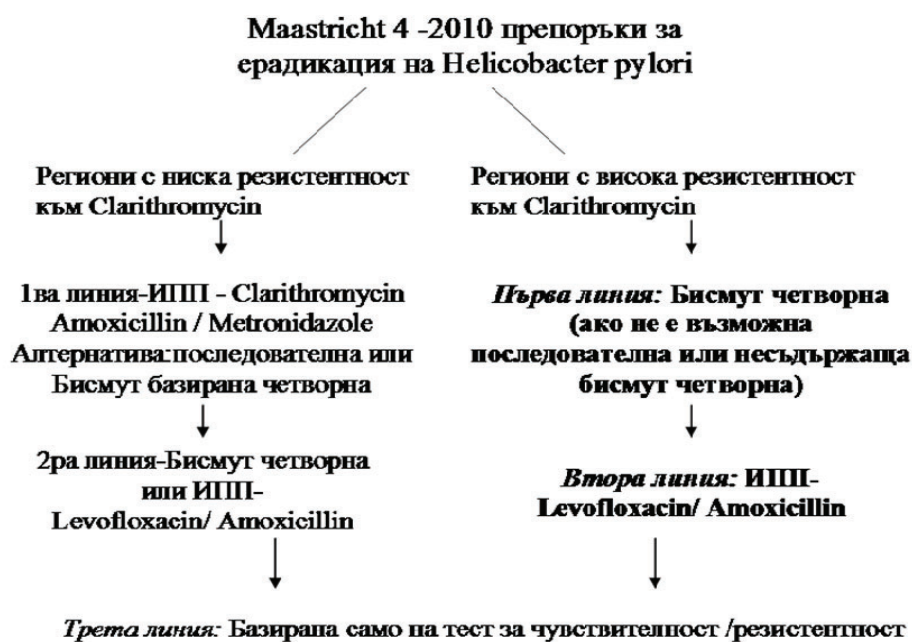 Maastricht 4 -2010 препоръки за
ерадикация на Helicobacter pylori
Региони с ниска резистентност
към Clarithromycin
1ва линия-ИПП - Clarithromycin
Amoxicillin / Metronidazole
Алтернатива:последователна или
Бисмут базирана четворна
2ра линия-Бисмут четворна
или ИПП-
Levofloxacin/ Amoxicillin
Региони с висока резистентност
към Clarithromycin
Първа линия: Бисмут четворна
(ако не е възможна
последователна или несъдържаща
бисмут четворна)
Втора линия: ИПП-
Levofloxacin/ Amoxicillin
Трета линия: Базирана само на тест за чувствителност /резистентност